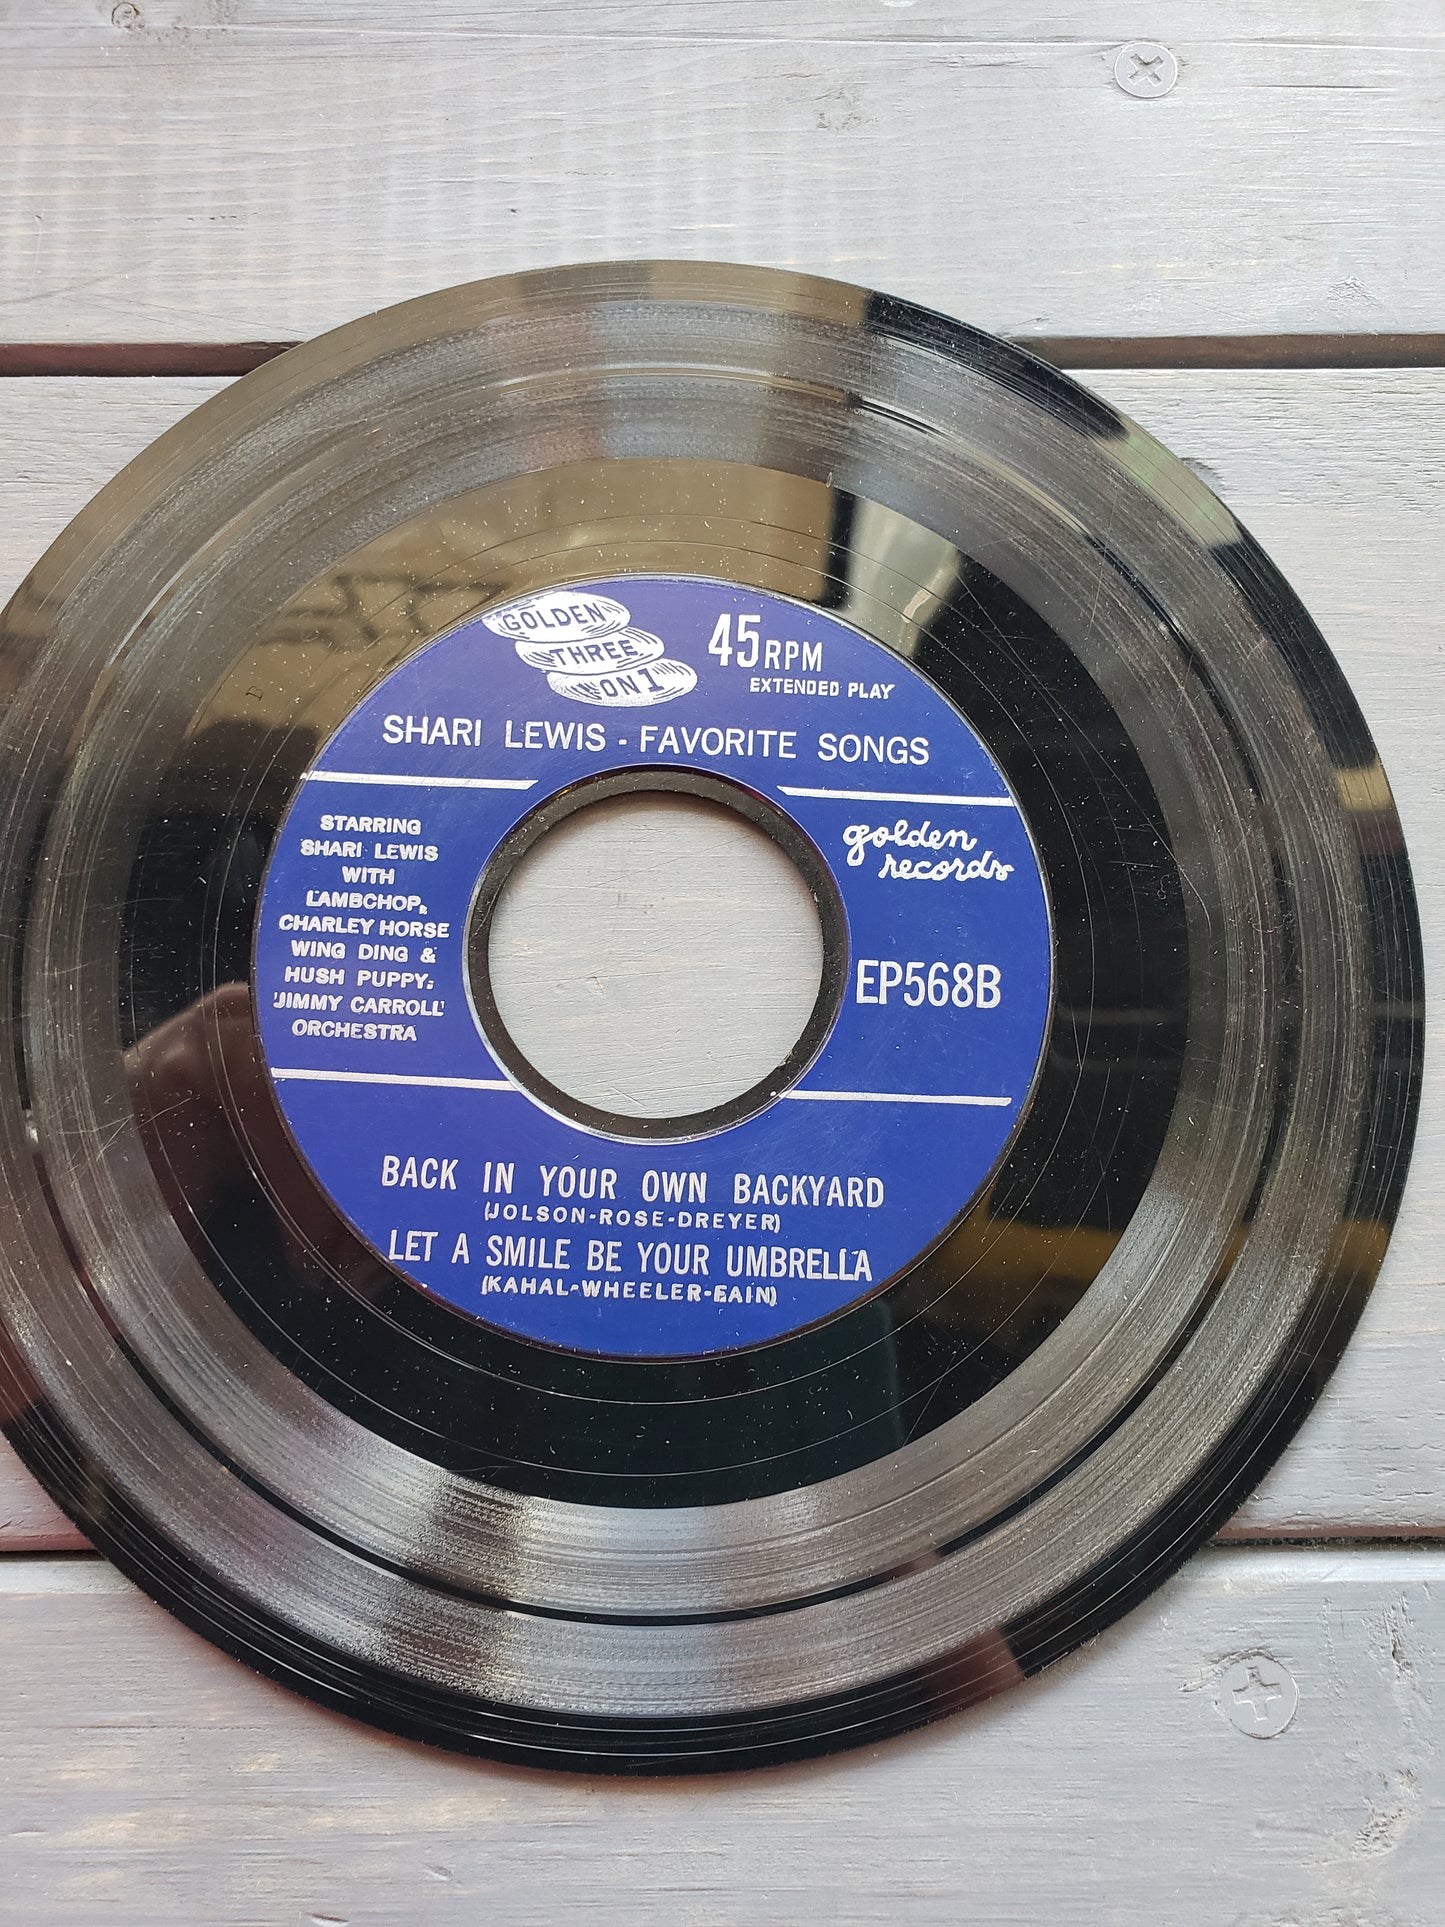 GOLDEN
THREE
ON 1
45 RPM
EXTENDED PLAY
SHARI LEWIS - FAVORITE SONGS
STARRING
SHARI LEWIS
WITH
LAMBCHOP,
CHARLEY HORSE
WING DING &
HUSH PUPPY;
'JIMMY CARROLL'
ORCHESTRA
golden
records
EP568B
BACK IN YOUR OWN BACKYARD
(JOLSON-ROSE-DREYER)
LET A SMILE BE YOUR UMBRELLA
(KAHAL-WHEELER-FAIN)